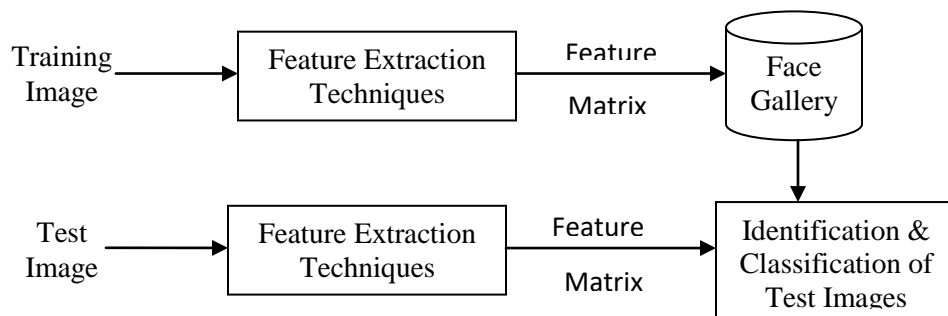 Training
Image
Feature Extraction
Techniques
Feature
Matrix
Face
Gallery
Test
Image
Feature Extraction
Techniques
Feature
Matrix
Identification &
Classification of
Test Images